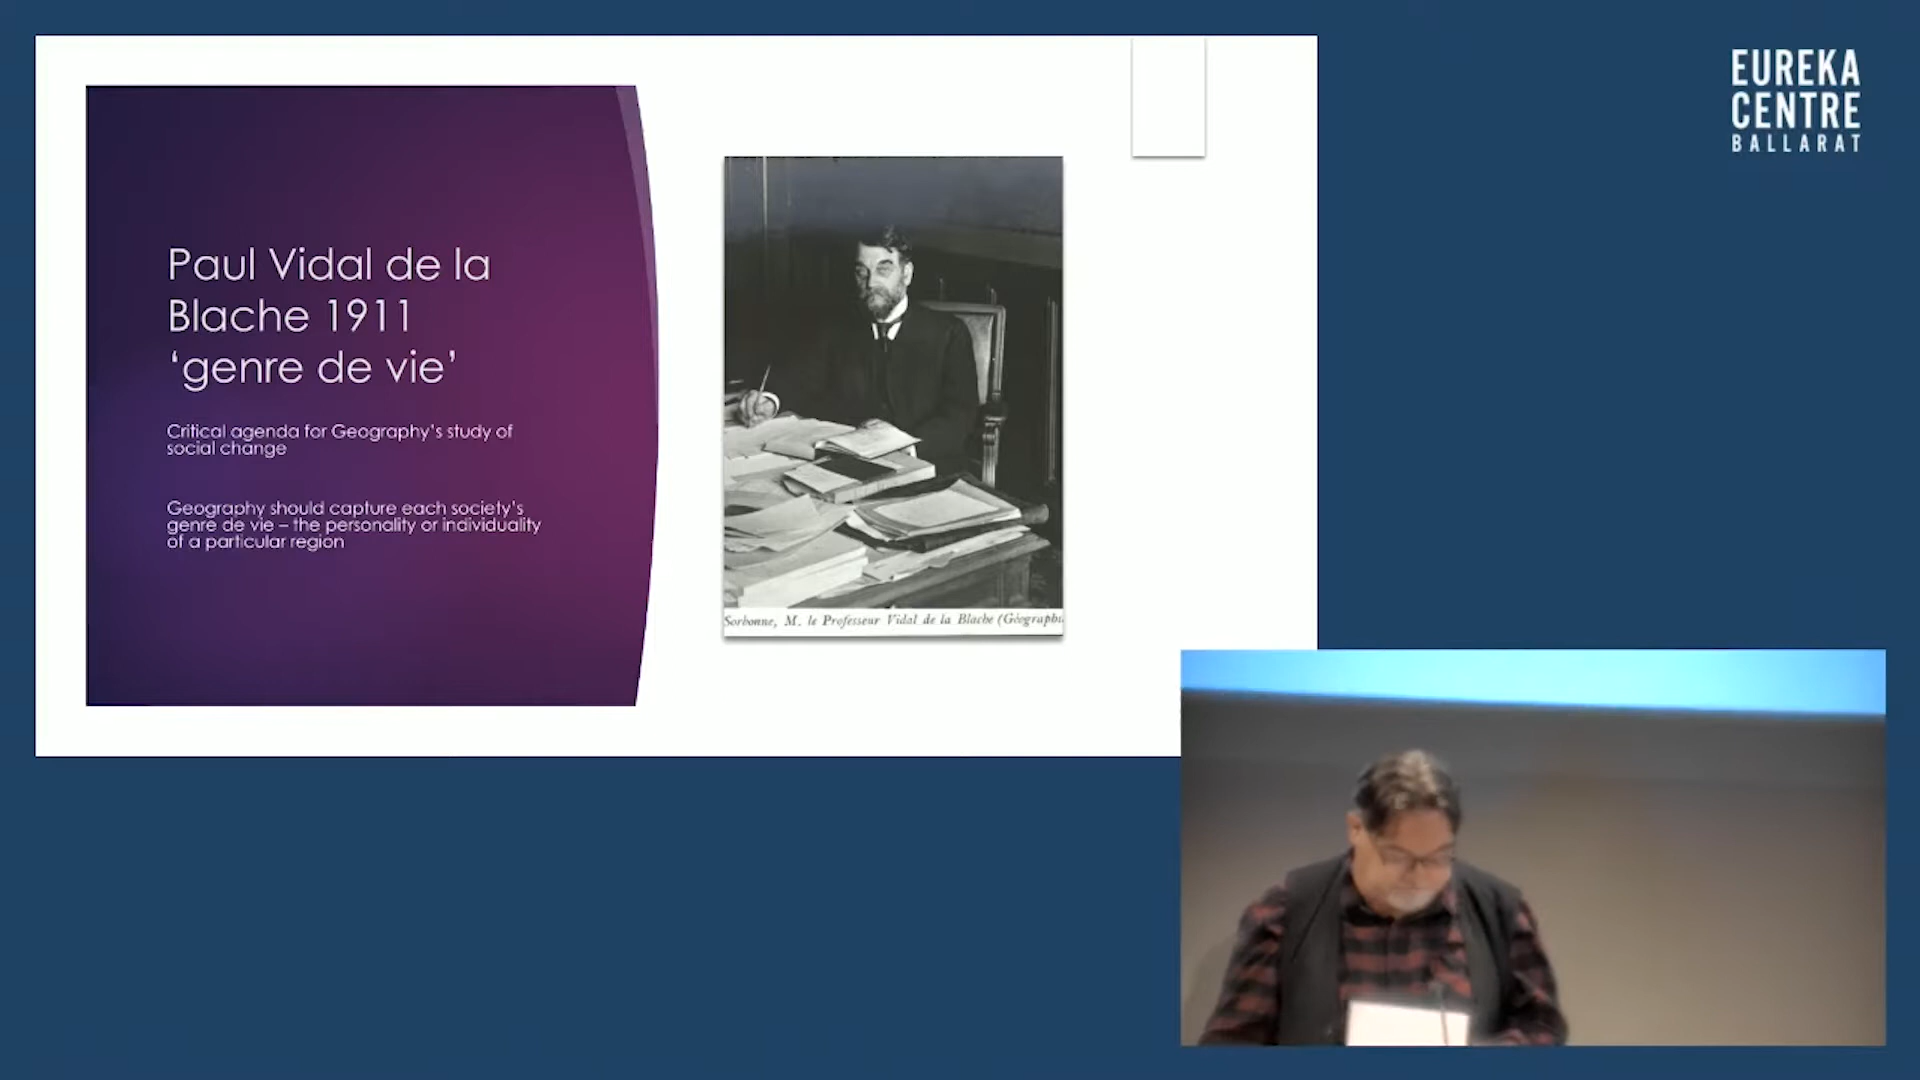 Paul Vidal de la
Blache 1911
‘genre de vie’
Critical agenda for Geography’s study of
social change
Geography should capture each society’s
genre de vie – the personality or individuality
of a particular region
Sorbonne, M. le Professeur Vidal de la Blache (Géographi
EUREKA
CENTRE
BALLARAT